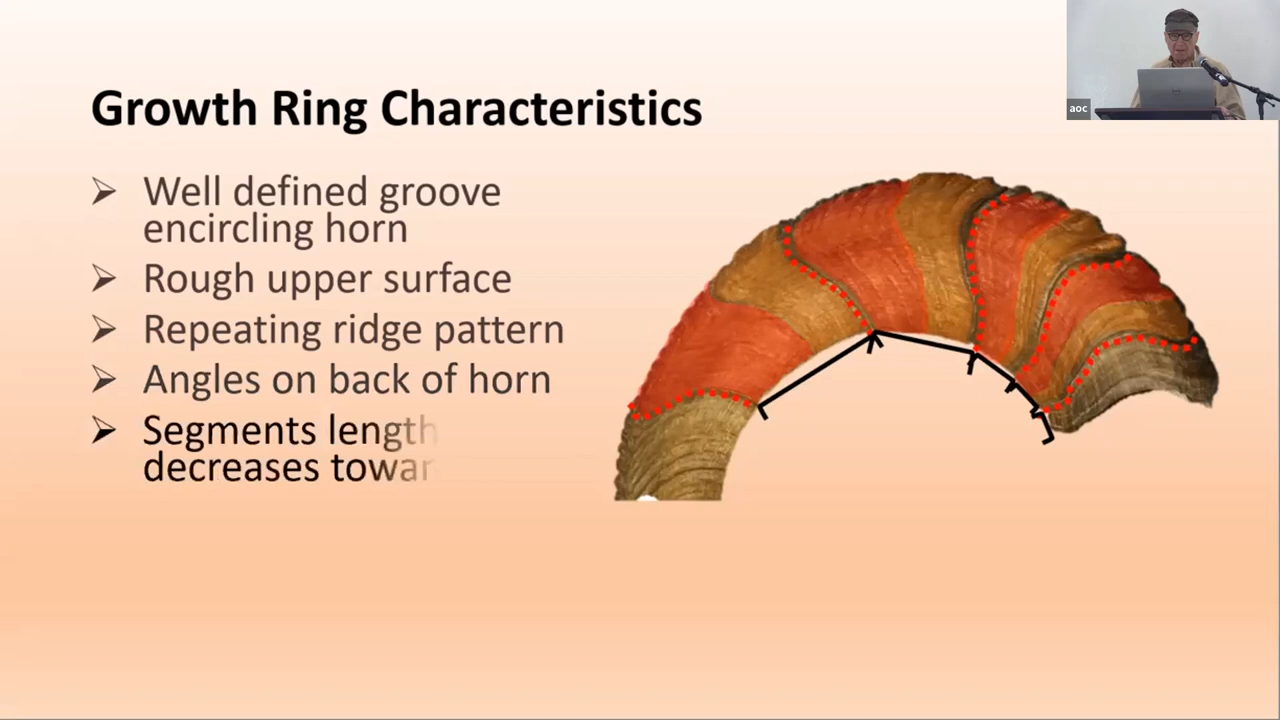 Growth Ring Characteristics
Well defined groove
encircling horn
Rough upper surface
Repeating ridge pattern
Angles on back of horn
Segments length
decreases towar
aoc